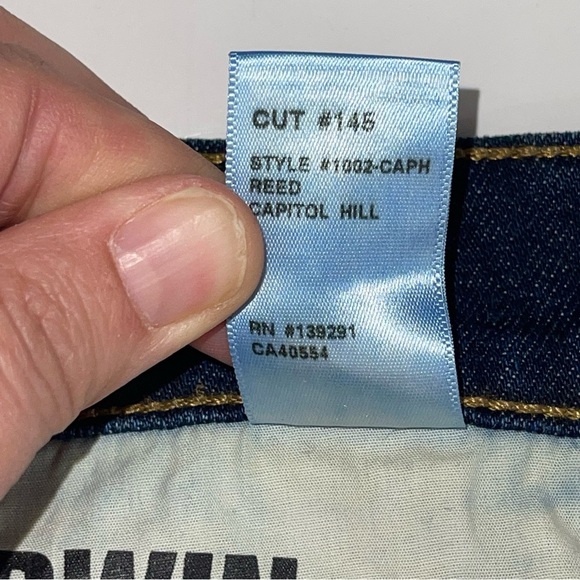 CUT #145
STYLE #1002-CAPH
REED
CAPITOL HILL
RN #139291
CA40554